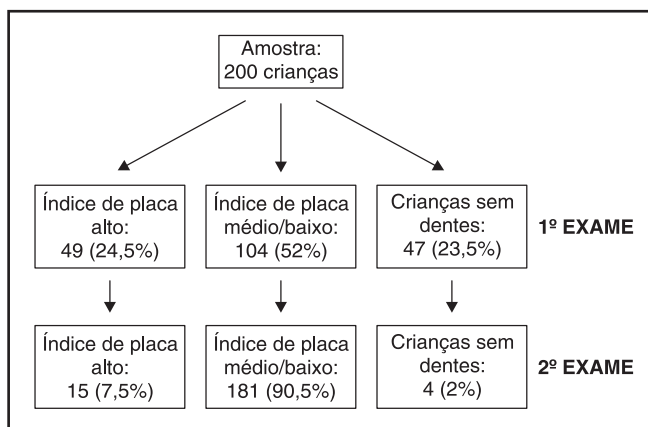 Amostra:
200 crianças
Índice de placa
alto:
49 (24,5%)
Índice de placa
médio/baixo:
104 (52%)
Crianças sem
dentes:
47 (23,5%)
1º EXAME
Índice de placa
alto:
15 (7,5%)
Índice de placa
médio/baixo:
181 (90,5%)
Crianças sem
dentes:
4 (2%)
2º EXAME